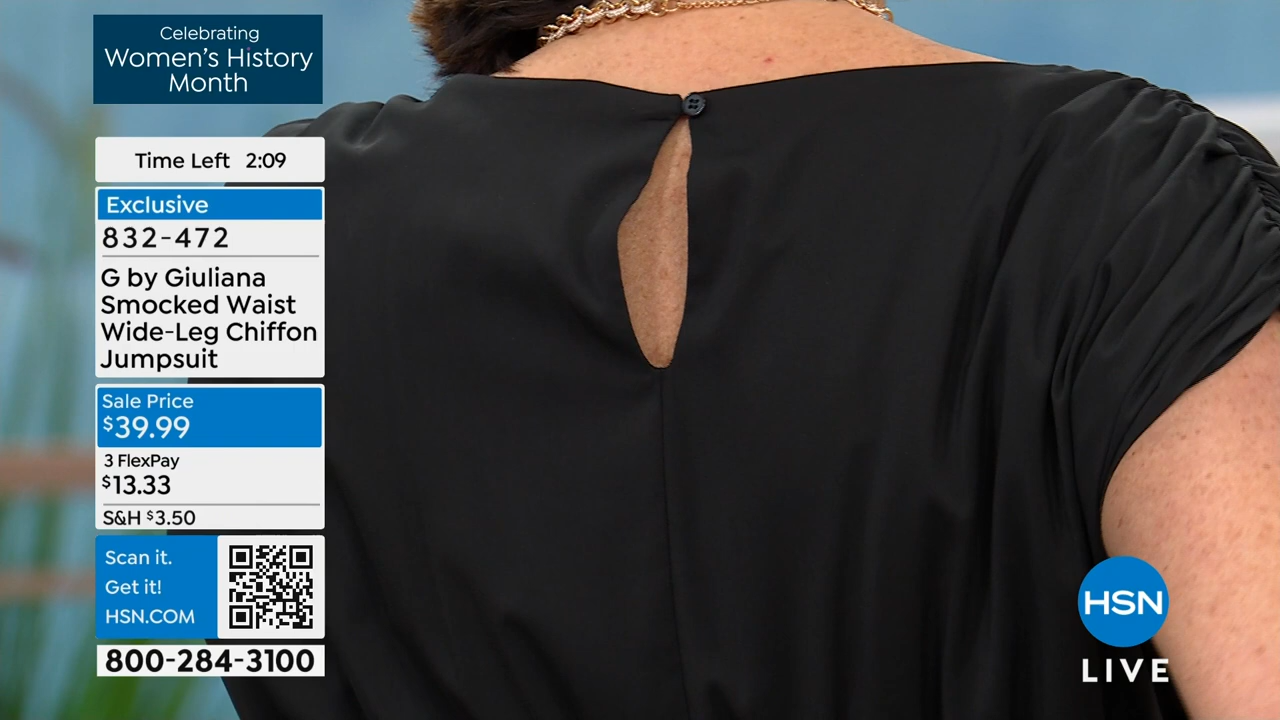 Celebrating
Women's History
Month
Time Left 2:09
Exclusive
832-472
G by Giuliana
Smocked Waist
Wide-Leg Chiffon
Jumpsuit
Sale Price
$39.99
3 FlexPay
$13.33
S&H $3.50
Scan it.
Get it!
HSN.COM
800-284-3100
HSN
LIVE